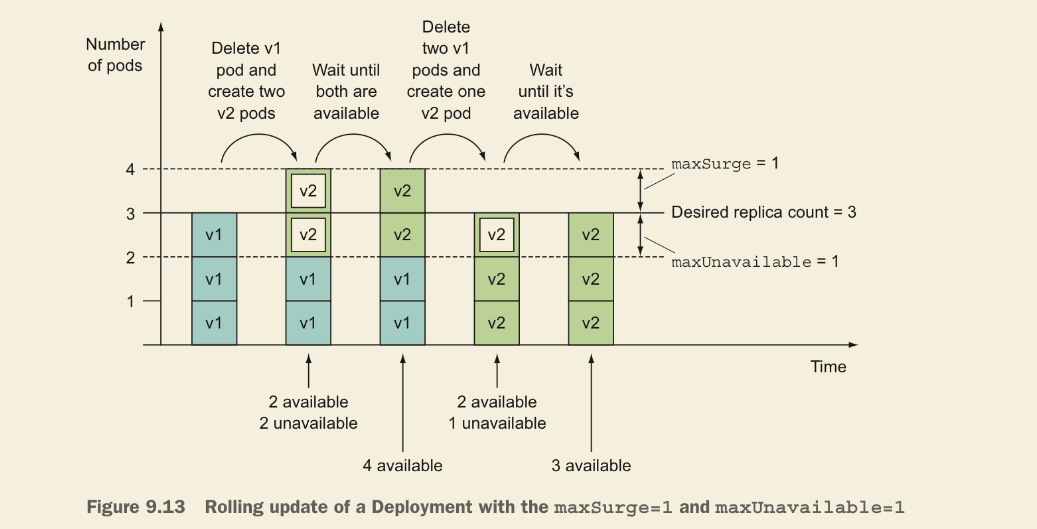 Number
of pods
Delete v1
pod and
create two
v2 pods
Wait until
both are
available
Delete
two v1
pods and
create one
v2 pod
Wait
until it's
available
4
3
2
1
v1
v1
v1
v2
v2
v1
v1
v2
v2
v1
v1
v2
v2
v2
v2
v2
v2
maxSurge = 1
Desired replica count = 3
maxUnavailable = 1
Time
2 available
2 unavailable
4 available
2 available
1 unavailable
3 available
Figure 9.13 Rolling update of a Deployment with the maxSurge=1 and maxUnavailable=1